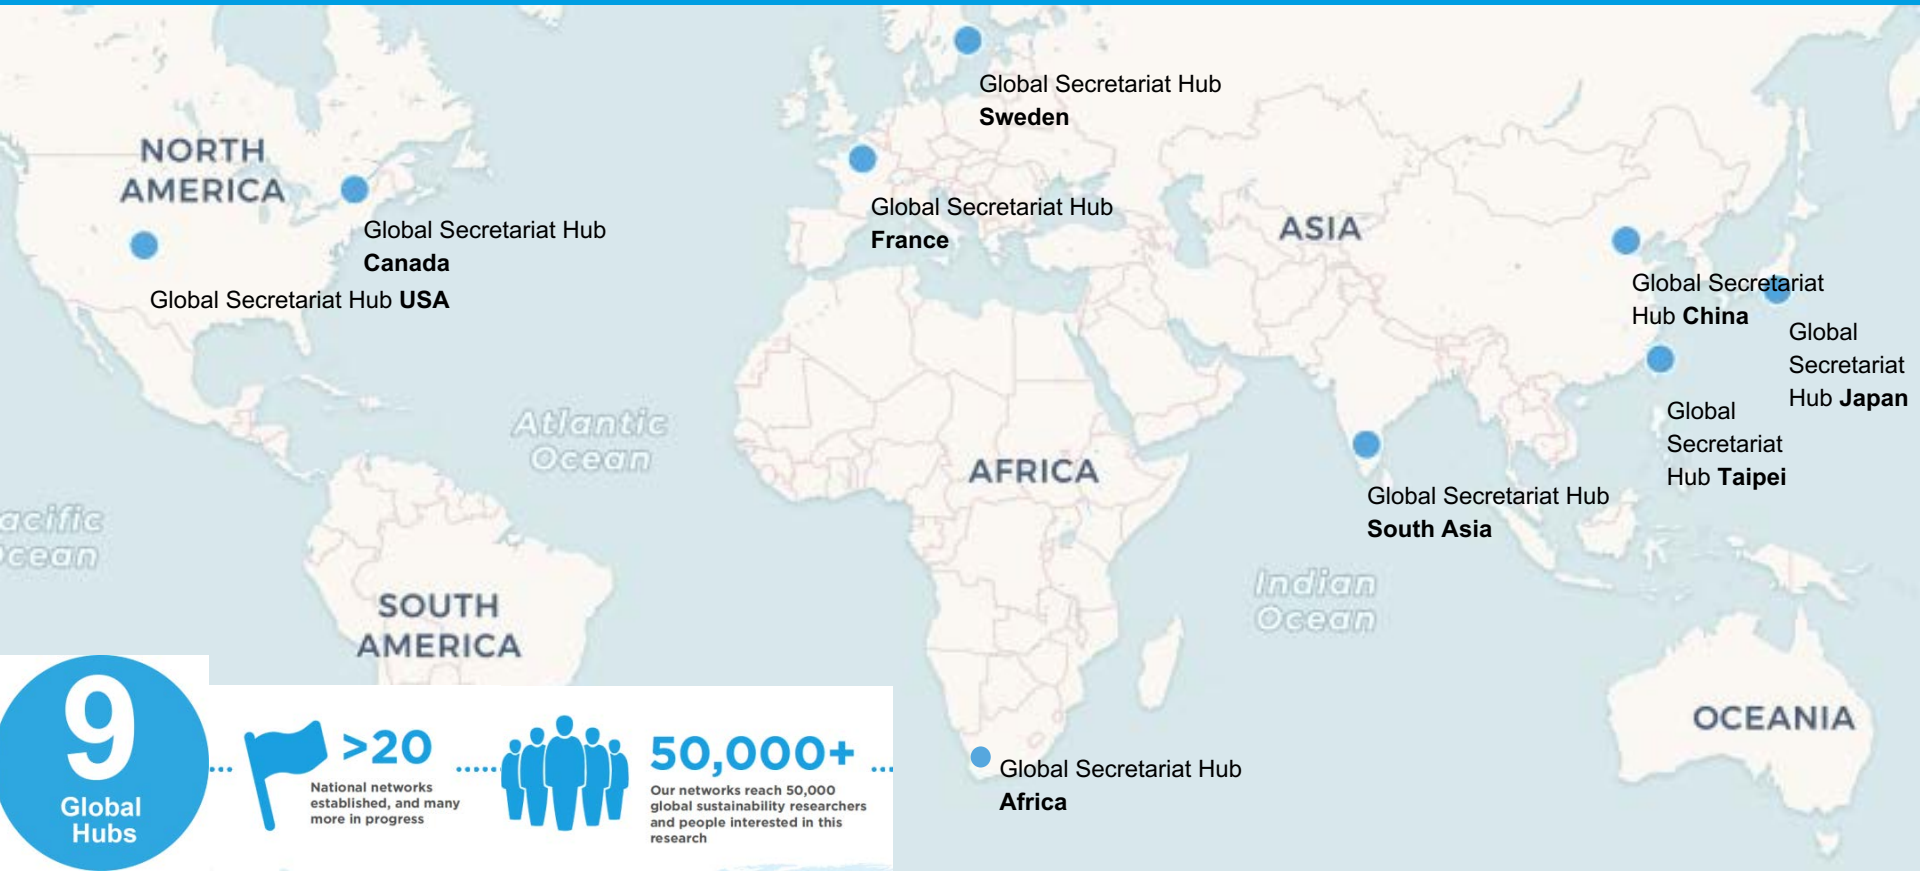 Global Secretariat Hub
Sweden
NORTH
AMERICA
Global Secretariat Hub
Canada
Global Secretariat Hub USA
Global Secretariat Hub
France
ASIA
Global Secretariat
Hub China
Global
Secretariat
Hub Japan
Global
Secretariat
Hub Taipei
Atlantic
Ocean
AFRICA
Global Secretariat Hub
South Asia
acific
cean
Indian
Ocean
SOUTH
AMERICA
OCEANIA
Global Secretariat Hub
Africa
9
Global
Hubs
>20
National networks
established, and many
more in progress
50,000+
Our networks reach 50,000
global sustainability researchers
and people interested in this
research